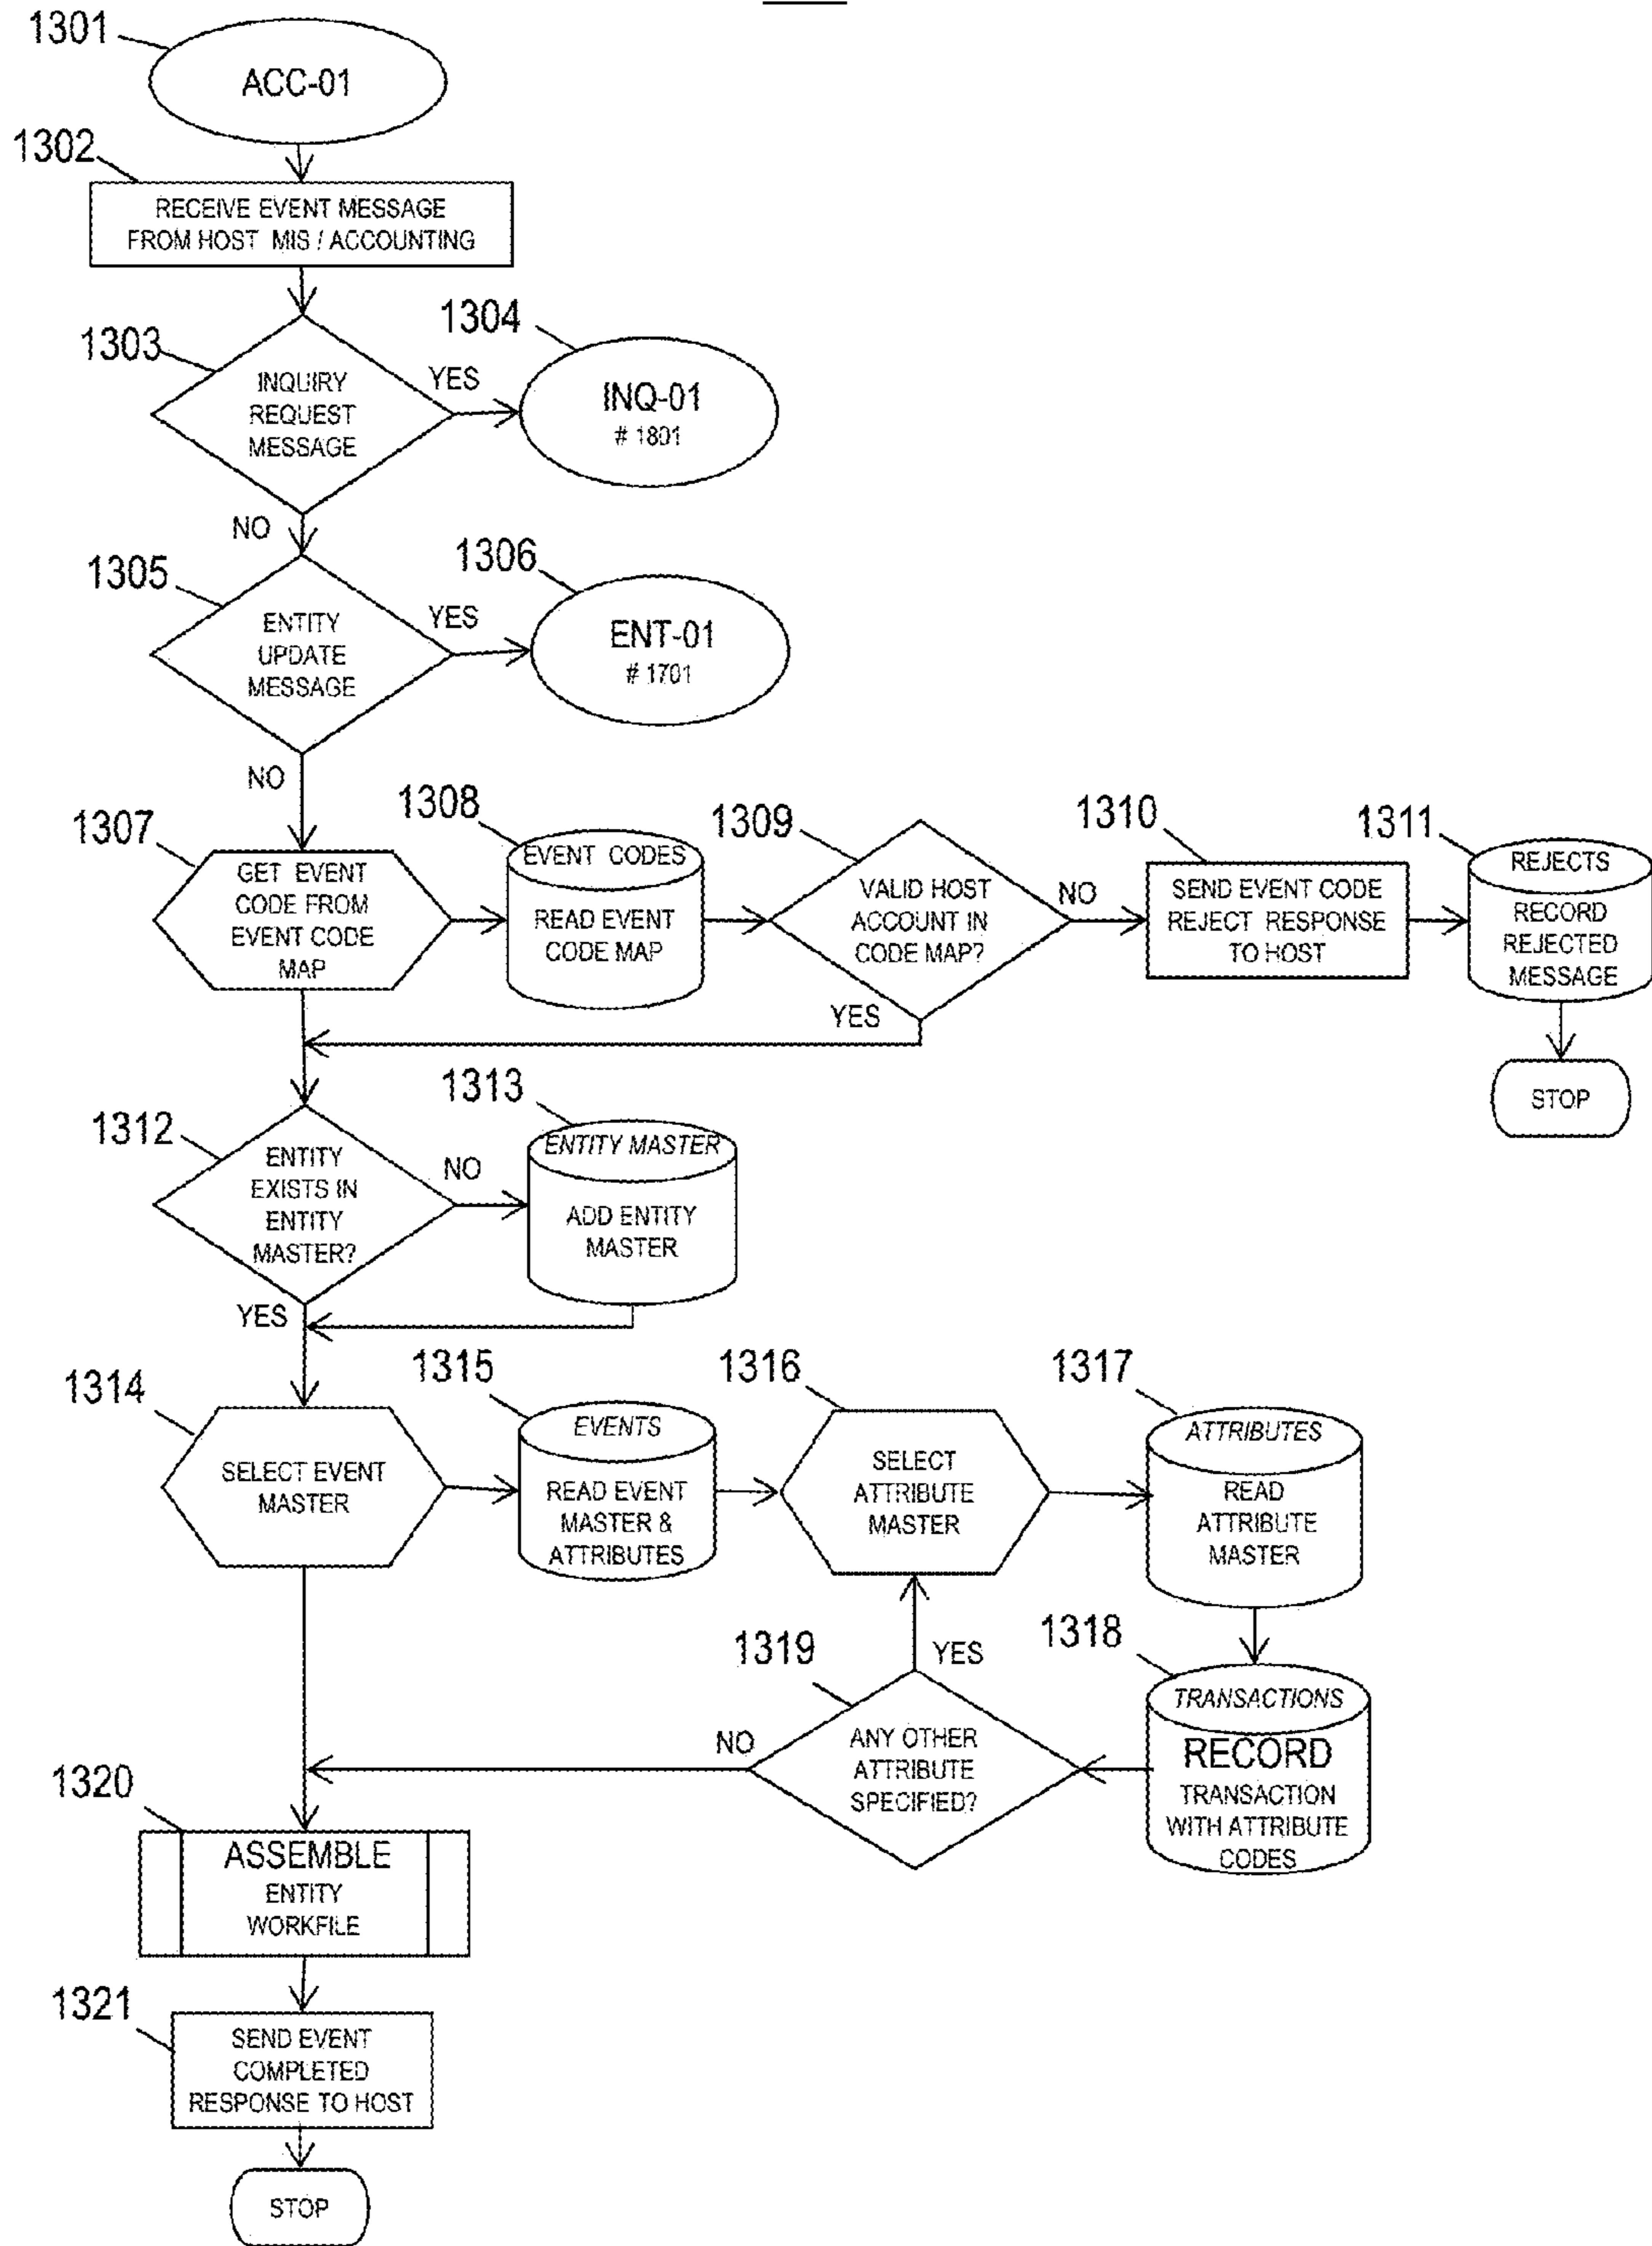 1301
ACC-01
1302
RECEIVE EVENT MESSAGE
FROM HOST MIS / ACCOUNTING
1303
INQUIRY
REQUEST
MESSAGE
YES
1304
INQ-01
# 1801
NO
1305
ENTITY
UPDATE
MESSAGE
YES
1306
ENT-01
# 1701
NO
1307
GET EVENT
CODE FROM
EVENT CODE
MAP
1308
EVENT CODES
READ EVENT
CODE MAP
1309
VALID HOST
ACCOUNT IN
CODE MAP?
NO
YES
1310
SEND EVENT CODE
REJECT RESPONSE
TO HOST
1311
REJECTS
RECORD
REJECTED
MESSAGE
STOP
1312
ENTITY
EXISTS IN
ENTITY
MASTER?
NO
1313
ENTITY MASTER
ADD ENTITY
MASTER
YES
1314
SELECT EVENT
MASTER
1315
EVENTS
READ EVENT
MASTER &
ATTRIBUTES
1316
SELECT
ATTRIBUTE
MASTER
1317
ATTRIBUTES
READ
ATTRIBUTE
MASTER
1318
TRANSACTIONS
RECORD
TRANSACTION
WITH ATTRIBUTE
CODES
1319
YES
ANY OTHER
ATTRIBUTE
SPECIFIED?
NO
1320
ASSEMBLE
ENTITY
WORKFILE
1321
SEND EVENT
COMPLETED
RESPONSE TO HOST
STOP